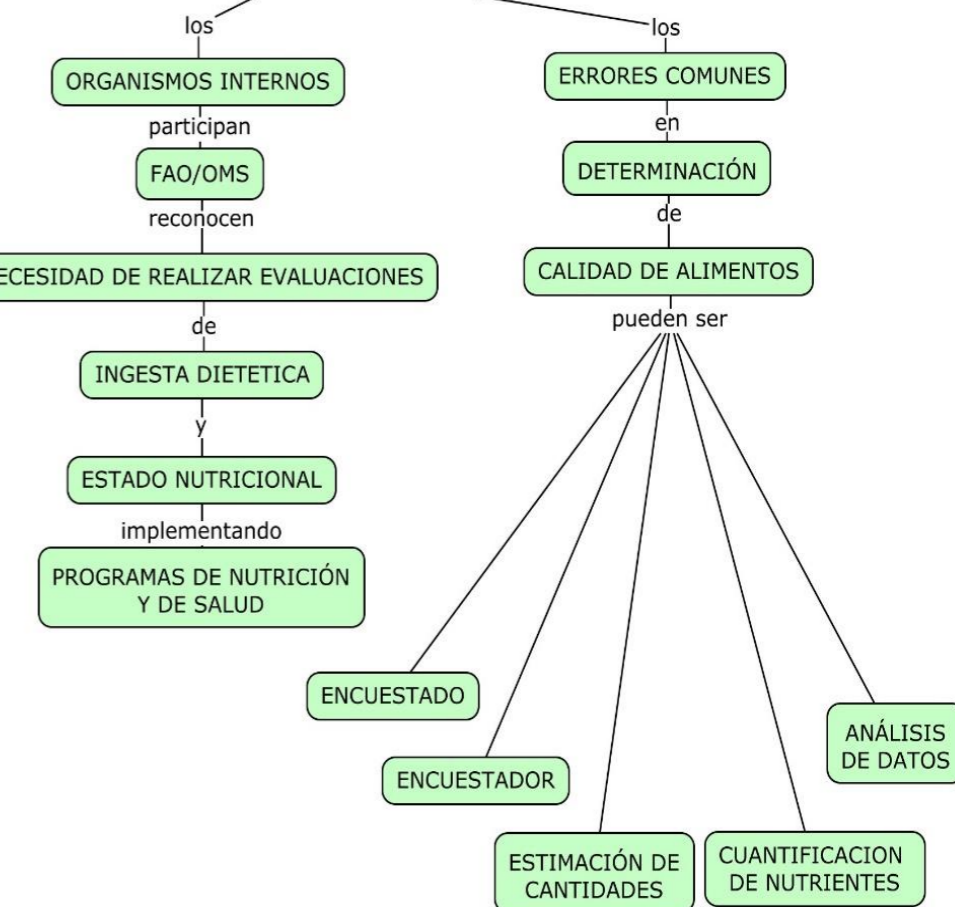 los
ORGANISMOS INTERNOS
participan
FAO/OMS
reconocen
ECESIDAD DE REALIZAR EVALUACIONES
de
INGESTA DIETETICA
y
ESTADO NUTRICIONAL
implementando
PROGRAMAS DE NUTRICIÓN
Y DE SALUD
los
ERRORES COMUNES
en
DETERMINACIÓN
de
CALIDAD DE ALIMENTOS
pueden ser
ENCUESTADO
ENCUESTADOR
ESTIMACIÓN DE
CANTIDADES
CUANTIFICACION
DE NUTRIENTES
ANÁLISIS
DE DATOS